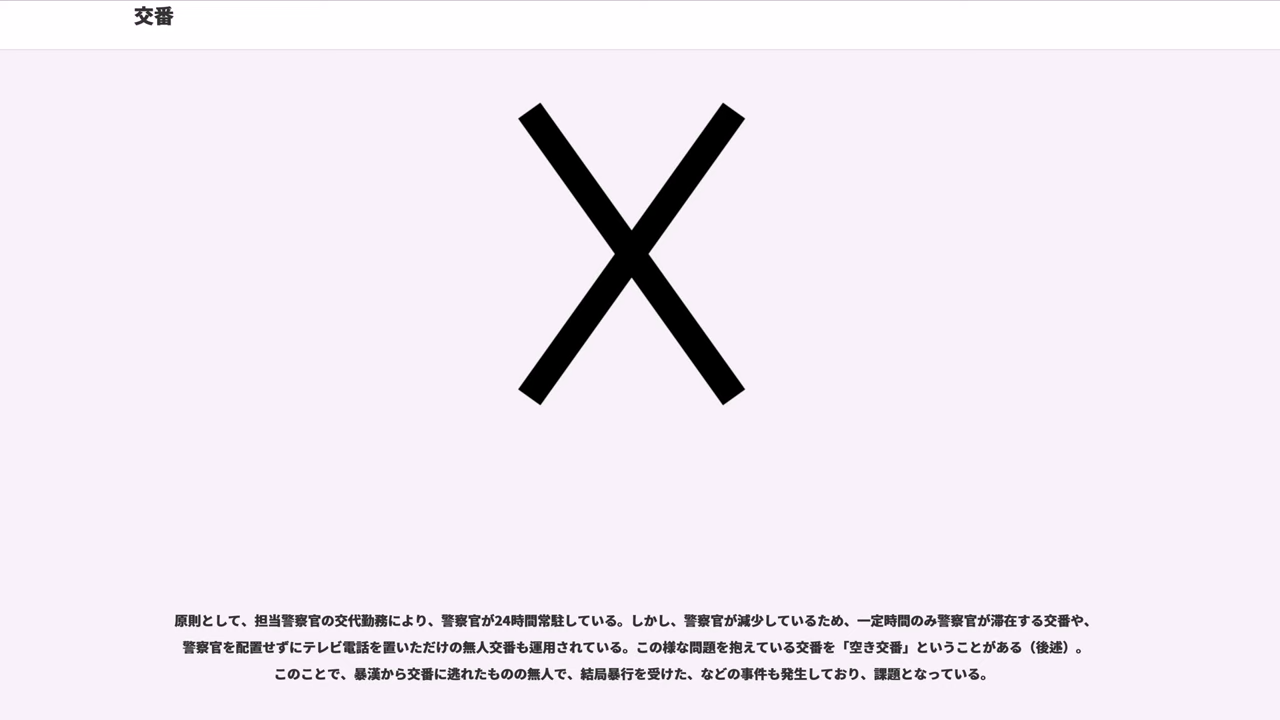 交番
原則として、担当警察官の交代勤務により、警察官が24時間常駐している。しかし、警察官が減少しているため、一定時間のみ警察官が滞在する交番や、
警察官を配置せずにテレビ電話を置いただけの無人交番も運用されている。この様な問題を抱えている交番を「空き交番」ということがある（後述）。
このことで、暴漢から交番に逃れたものの無人で、結局暴行を受けた、などの事件も発生しており、課題となっている。